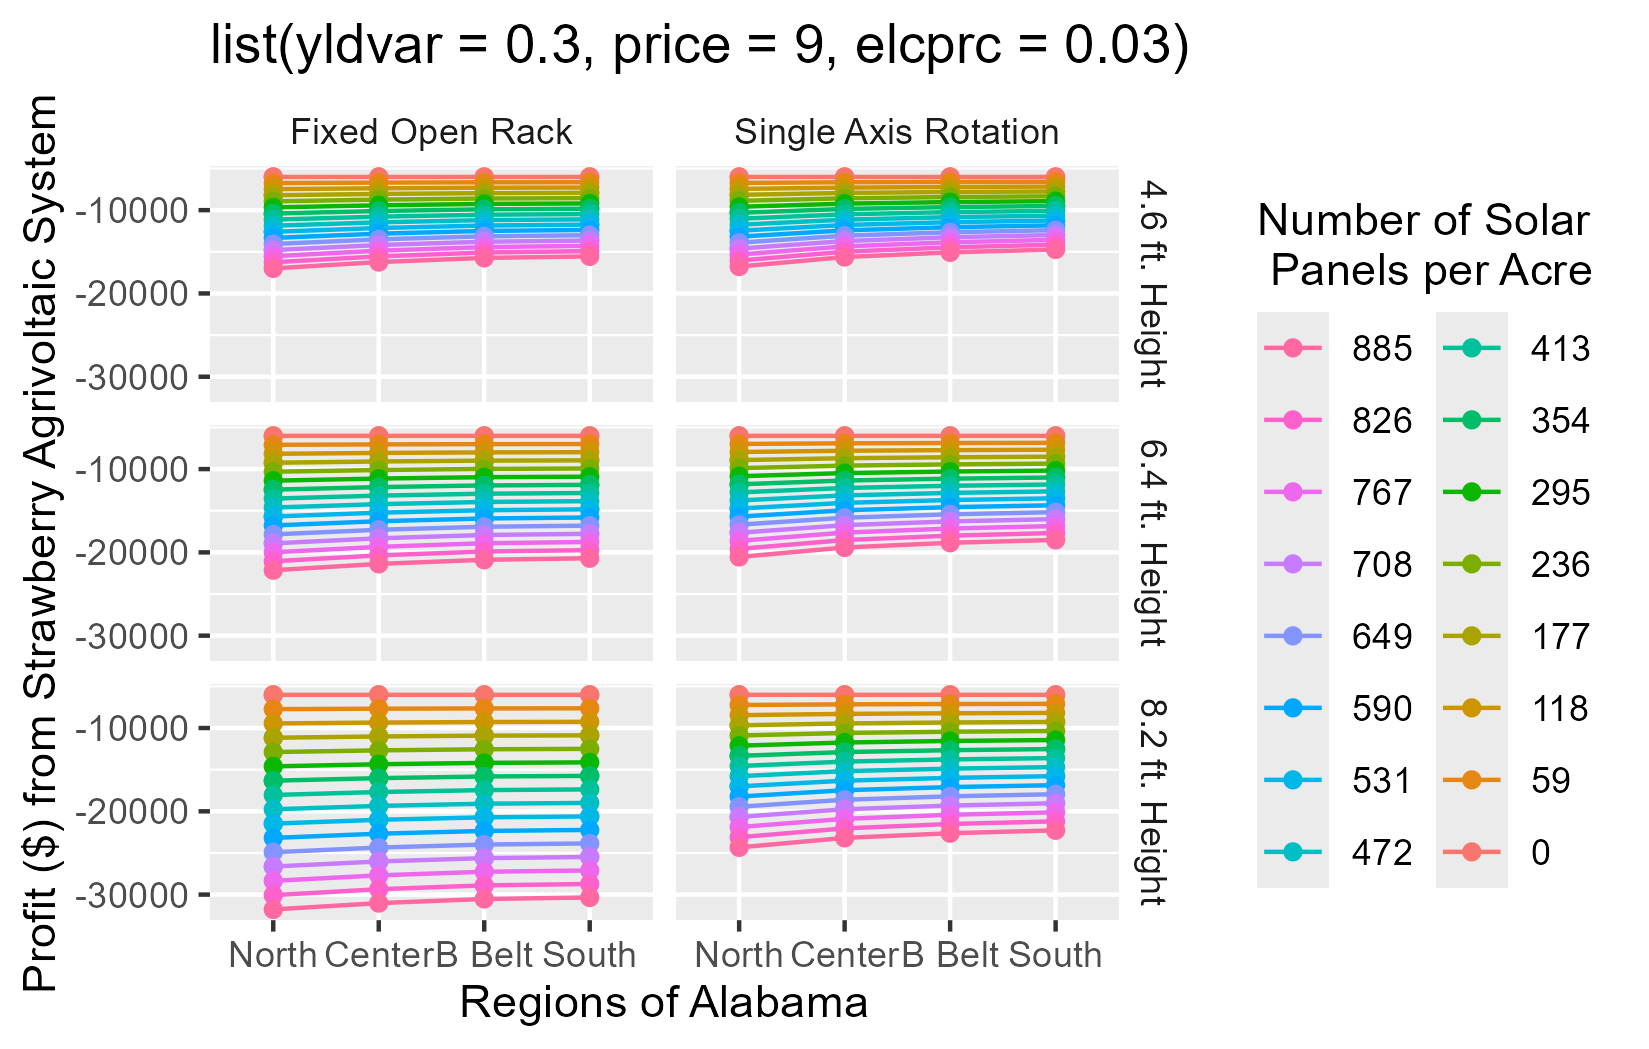 list(yldvar = 0.3, price = 9, elcprc = 0.03)
Profit ($) from Strawberry Agrivoltaic System
Fixed Open Rack
Single Axis Rotation
-10000
-20000
-30000
4.6 ft. Height
-10000
-20000
-30000
6.4 ft. Height
-10000
-20000
-30000
8.2 ft. Height
North Center B Belt South
North Center B Belt South
Regions of Alabama
Number of Solar
Panels per Acre
885 413
826 354
767 295
708 236
649 177
590 118
531 59
472 0